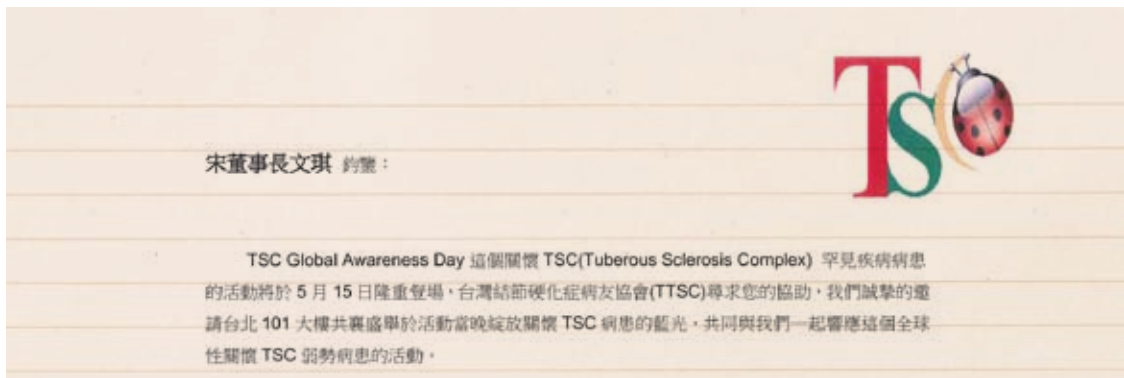 TSC
宋董事長文琪 鈞鑒：
TSC Global Awareness Day 這個關懷 TSC(Tuberous Sclerosis Complex) 罕見疾病病患
的活動將於 5 月 15 日隆重登場，台灣結節硬化症病友協會(TTSC)尋求您的協助，我們誠摯的邀
請台北 101 大樓共襄盛舉於活動當晚綻放關懷 TSC 病患的藍光，共同與我們一起響應這個全球
性關懷 TSC 弱勢病患的活動。